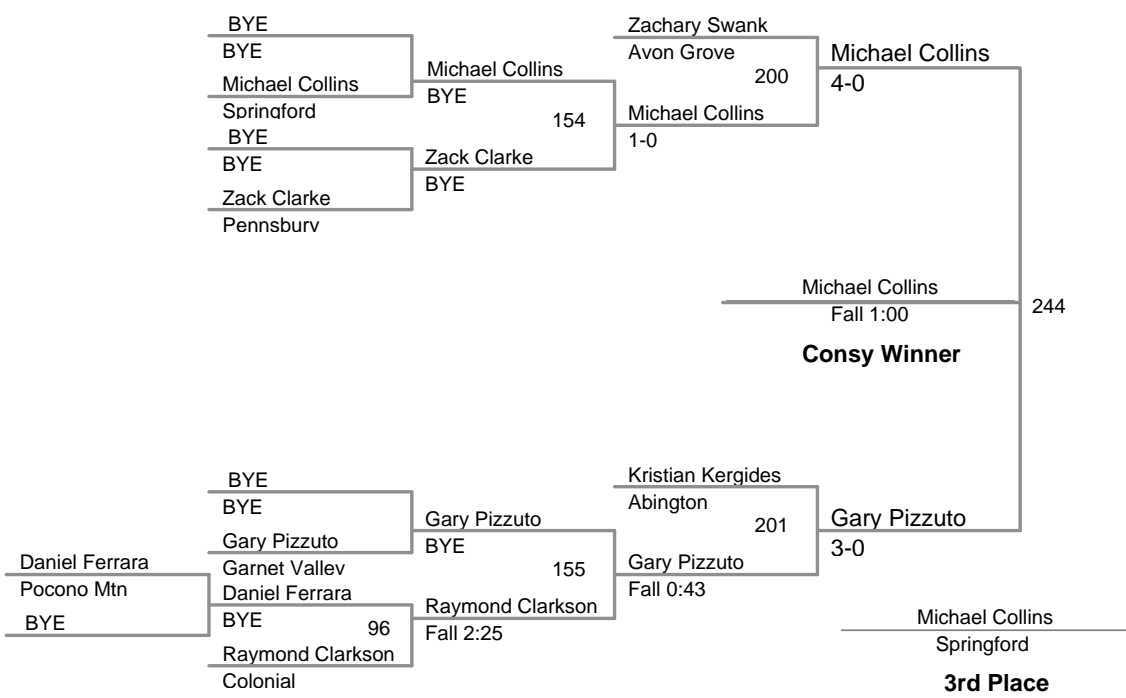 BYE
BYE
Michael Collins
Springford
BYE
BYE
Zack Clarke
Pennsbury
Michael Collins
BYE
154
Zack Clarke
BYE
Zachary Swank
Avon Grove
200
Michael Collins
1-0
Michael Collins
4-0
Michael Collins
Fall 1:00
Consy Winner
244
Daniel Ferrara
Pocono Mtn
BYE
BYE
BYE
Gary Pizzuto
Garnet Valley
Daniel Ferrara
BYE
96
Raymond Clarkson
Colonial
Gary Pizzuto
BYE
155
Raymond Clarkson
Fall 2:25
Kristian Kergides
Abington
201
Gary Pizzuto
Fall 0:43
Gary Pizzuto
3-0
Michael Collins
Springford
3rd Place